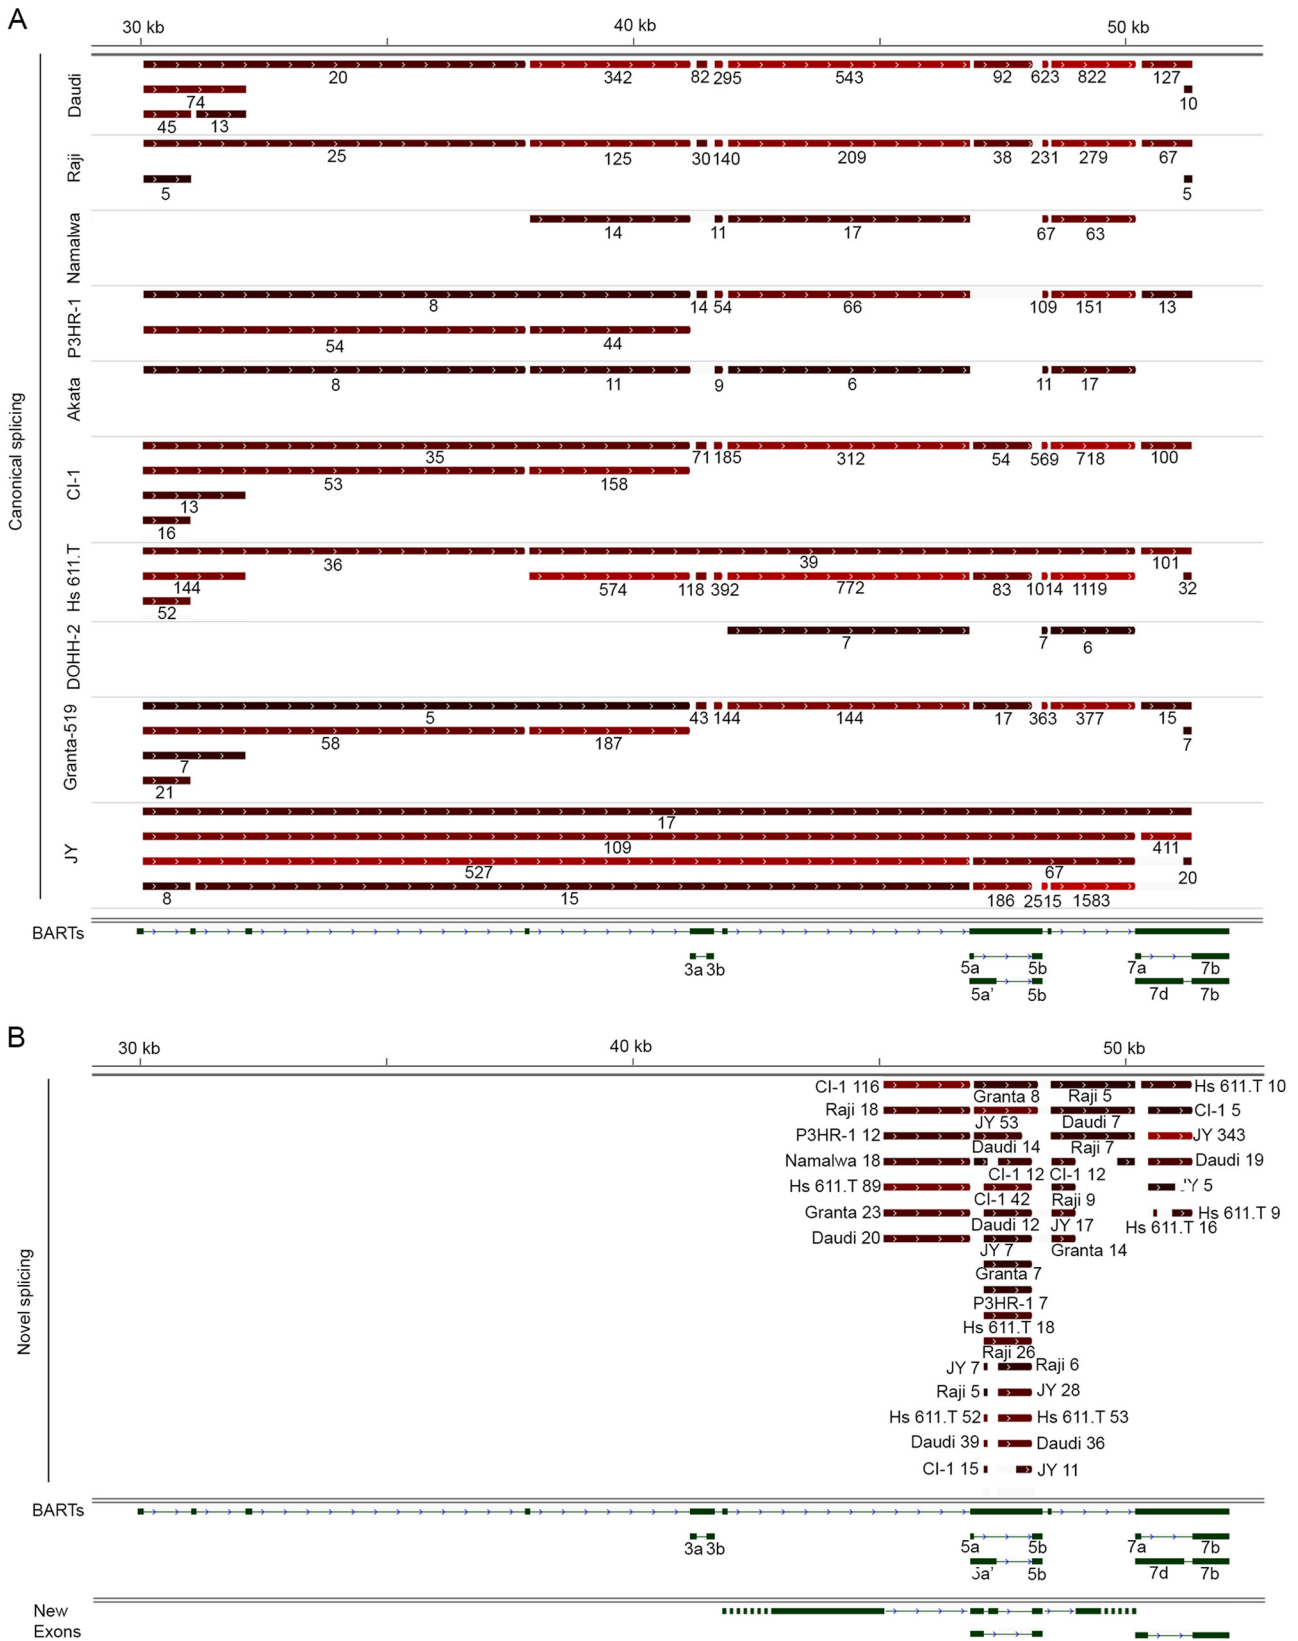 A
30 kb 40 kb 50 kb
Canonical splicing
Daudi
20 342 82 295 543 92 623 822 127
74 10
45 13
Raji
25 125 30 140 209 38 231 279 67
5 5
Namalwa
14 11 17 67 63
P3HR-1
8 14 54 66 109 151 13
54 44
Akata
8 11 9 6 11 17
CI-1
35 71 185 312 54 569 718 100
53 158
13
16
Hs 611.T
36 39 101
144 574 118 392 772 83 1014 1119 32
52
DOHH-2
7 7 6
Granta-519
5 43 144 144 17 363 377 15
58 187 7
7
21
JY
17
109 411
527 67 20
8 15 186 2515 1583
BARTs
3a 3b 5a 5b 7a 7b
5a' 5b 7d 7b
B
30 kb 40 kb 50 kb
Novel splicing
CI-1 116 Hs 611.T 10
Granta 8 Raji 5
Raji 18 CI-1 5
JY 53 Daudi 7
P3HR-1 12 JY 343
Daudi 14 Raji 7
Namalwa 18 Daudi 19
CI-1 12 CI-1 12
Hs 611.T 89 JY 5
CI-1 42 Raji 9
Granta 23 Hs 611.T 9
Daudi 12 JY 17 Hs 611.T 16
Daudi 20
JY 7 Granta 14
Granta 7
P3HR-1 7
Hs 611.T 18
Raji 26
JY 7 Raji 6
Raji 5 JY 28
Hs 611.T 52 Hs 611.T 53
Daudi 39 Daudi 36
CI-1 15 JY 11
BARTs
3a 3b 5a 5b 7a 7b
5a' 5b 7d 7b
New
Exons